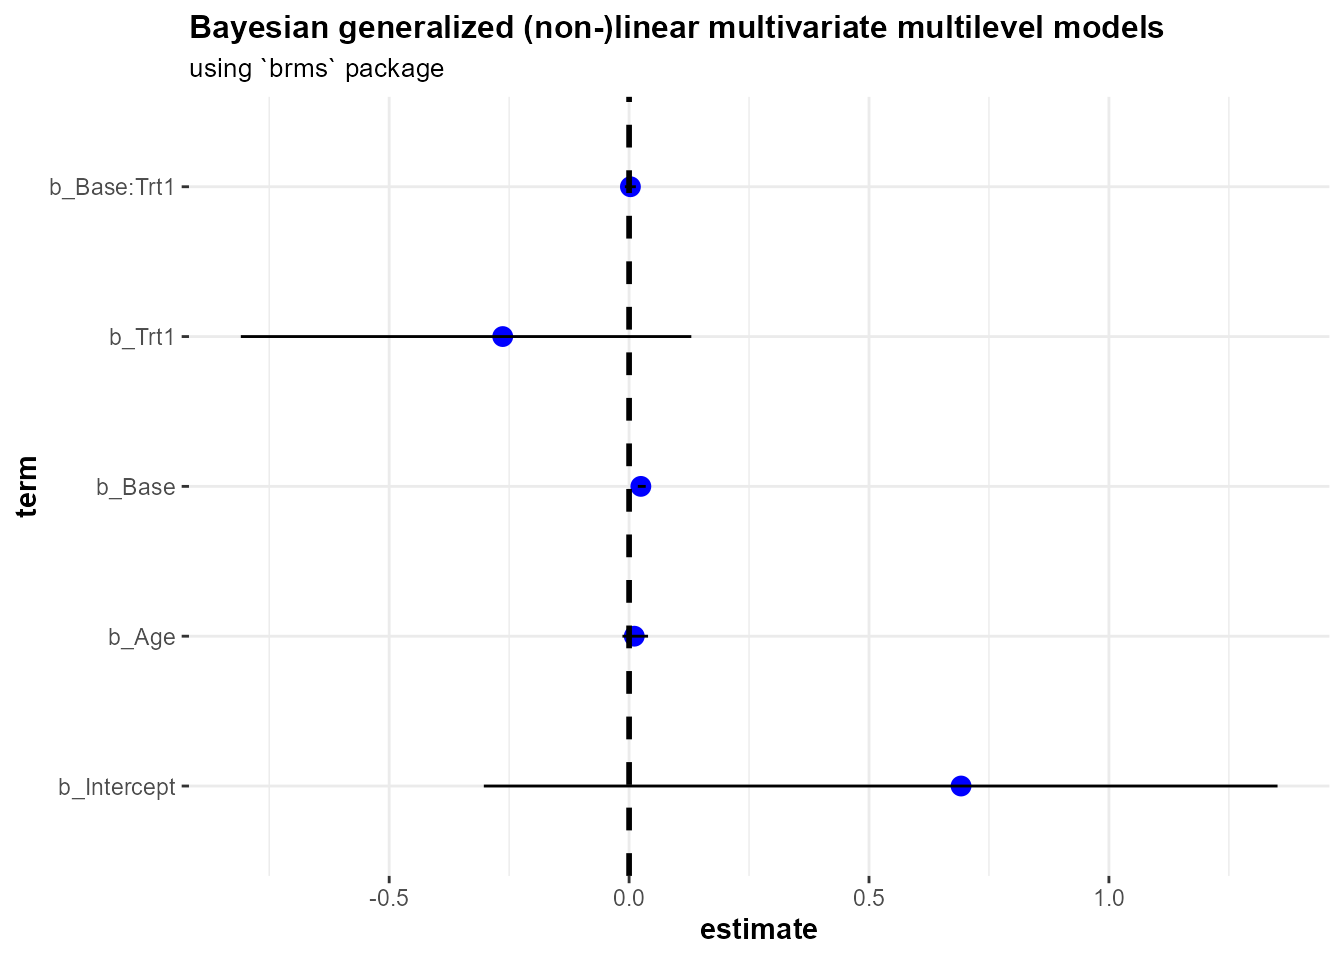 Bayesian generalized (non-)linear multivariate multilevel models
using `brms` package
b_Base:Trt1
b_Trt1
b_Base
b_Age
b_Intercept
term
-0.5
0.0
0.5
1.0
estimate